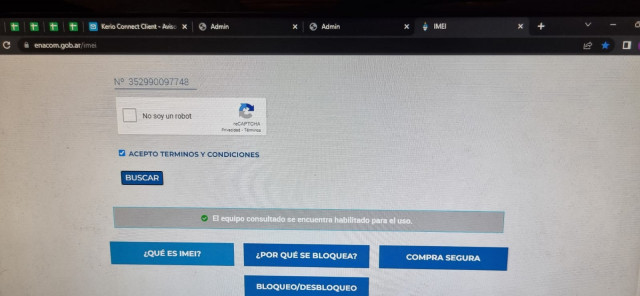 Kerio Connect Client - Aviso
Admin
Admin
IMEI
enacom.gob.ar/imei
Nº 352990097748
No soy un robot
reCAPTCHA
Privacidad - Términos
ACEPTO TERMINOS Y CONDICIONES
BUSCAR
El equipo consultado se encuentra habilitado para el uso.
¿QUÉ ES IMEI?
¿POR QUÉ SE BLOQUEA?
COMPRA SEGURA
BLOQUEO/DESBLOQUEO